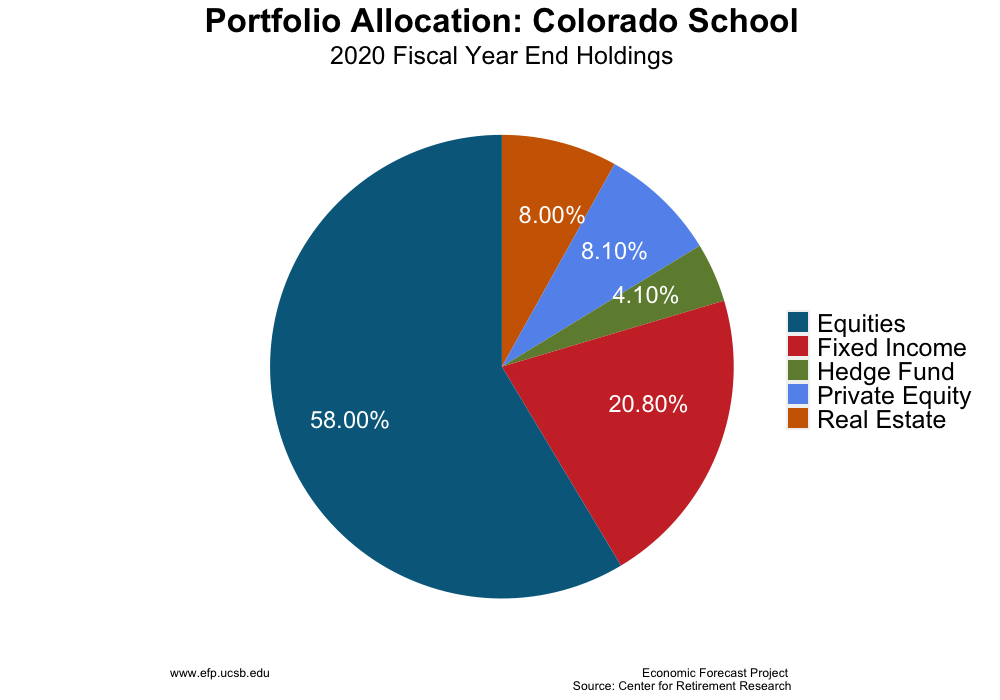 Portfolio Allocation: Colorado School
2020 Fiscal Year End Holdings
8.00%
8.10%
4.10%
20.80%
58.00%
Equities
Fixed Income
Hedge Fund
Private Equity
Real Estate
www.efp.ucsb.edu
Economic Forecast Project
Source: Center for Retirement Research